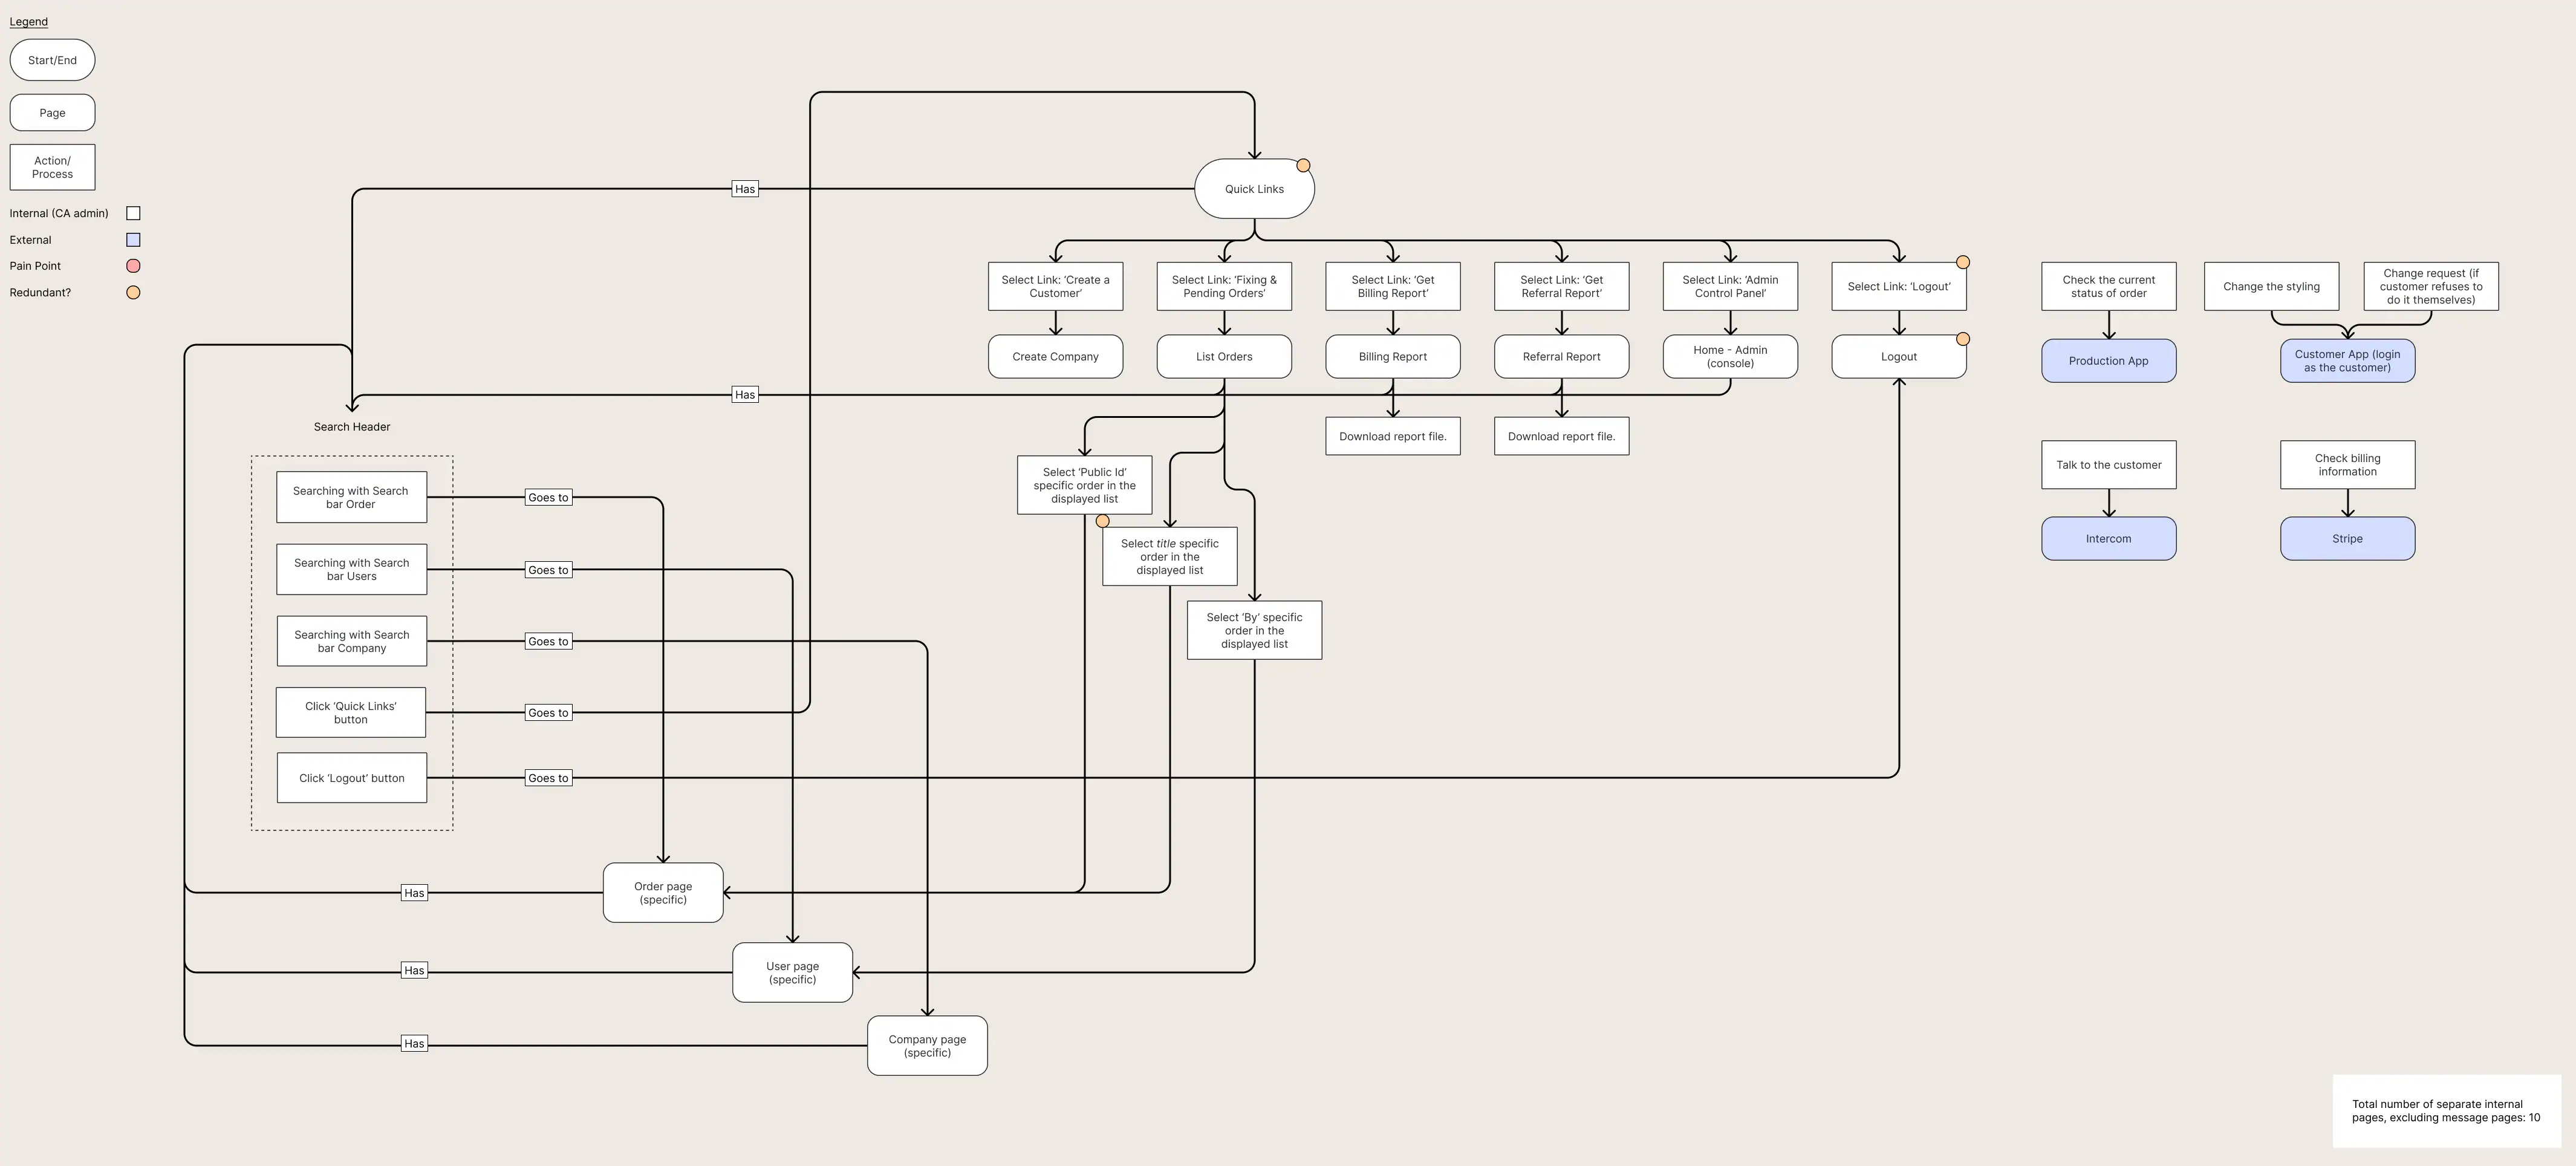 Legend
Start/End
Page
Action/
Process
Internal (CA admin)
External
Pain Point
Redundant?
Has
Quick Links
Select Link: ‘Create a
Customer’
Select Link: ‘Fixing &
Pending Orders’
Select Link: ‘Get
Billing Report’
Select Link: ‘Get
Referral Report’
Select Link: ‘Admin
Control Panel’
Select Link: ‘Logout’
Create Company
List Orders
Billing Report
Referral Report
Home - Admin
(console)
Logout
Has
Download report file.
Download report file.
Select ‘Public Id’
specific order in the
displayed list
Select title specific
order in the
displayed list
Select ‘By’ specific
order in the
displayed list
Check the current
status of order
Production App
Change the styling
Change request (if
customer refuses to
do it themselves)
Customer App (login
as the customer)
Talk to the customer
Intercom
Check billing
information
Stripe
Search Header
Searching with Search
bar Order
Goes to
Searching with Search
bar Users
Goes to
Searching with Search
bar Company
Goes to
Click ‘Quick Links’
button
Goes to
Click ‘Logout’ button
Goes to
Has
Order page
(specific)
Has
User page
(specific)
Has
Company page
(specific)
Total number of separate internal
pages, excluding message pages: 10